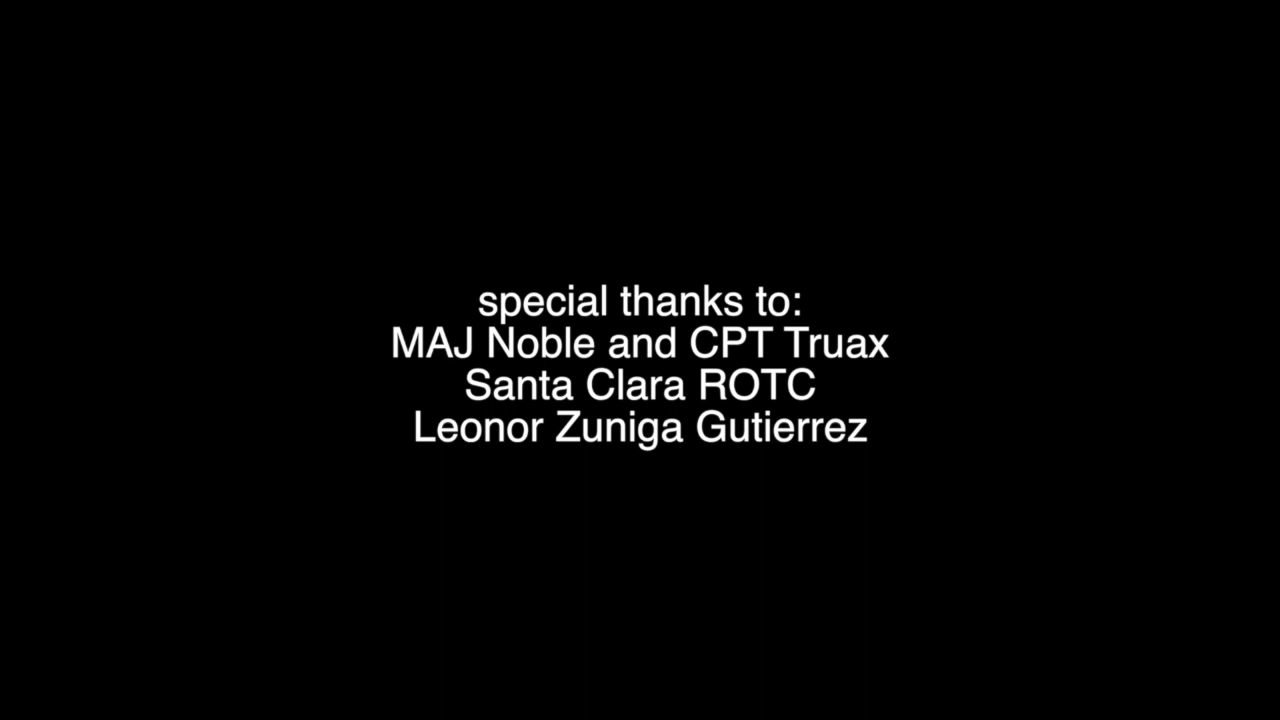 special thanks to:
MAJ Noble and CPT Truax
Santa Clara ROTC
Leonor Zuniga Gutierrez